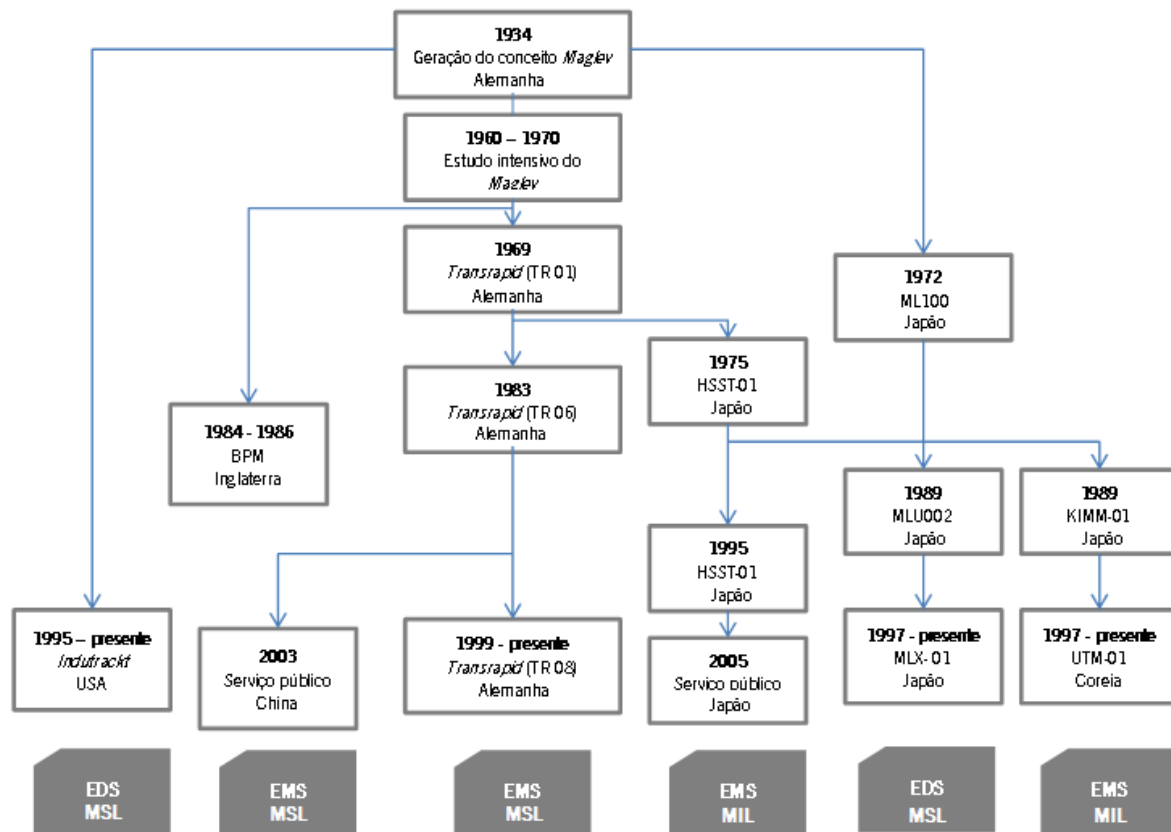 1934
Geração do conceito Maglev
Alemanha
1960 – 1970
Estudo intensivo do
Maglev
1969
Transrapid (TR 01)
Alemanha
1972
ML100
Japão
1975
HSST-01
Japão
1983
Transrapid (TR 06)
Alemanha
1984 - 1986
BPM
Inglaterra
1989
MLU002
Japão
1989
KIMM-01
Japão
1995
HSST-01
Japão
1995 – presente
Indutrackt
USA
2003
Serviço público
China
1999 - presente
Transrapid (TR 08)
Alemanha
2005
Serviço público
Japão
1997 - presente
MLX- 01
Japão
1997 - presente
UTM-01
Coreia
EDS
MSL
EMS
MSL
EMS
MSL
EMS
MIL
EDS
MSL
EMS
MIL